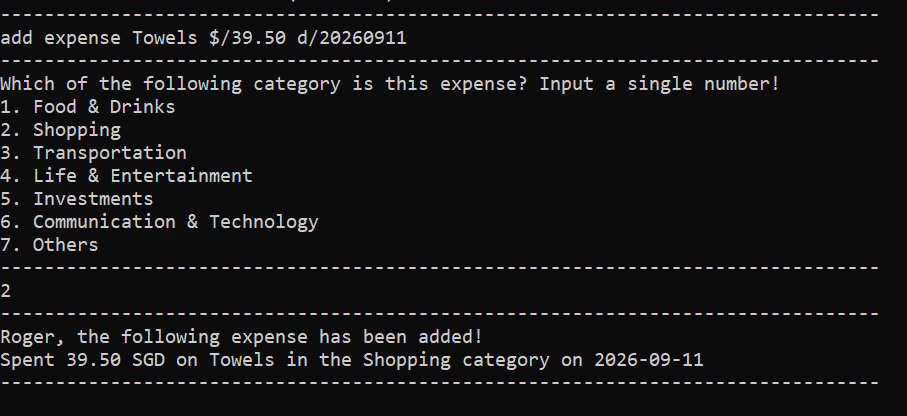 --------------------------------------------------------------------------------
add expense Towels $/39.50 d/20260911
--------------------------------------------------------------------------------
Which of the following category is this expense? Input a single number!
1. Food & Drinks
2. Shopping
3. Transportation
4. Life & Entertainment
5. Investments
6. Communication & Technology
7. Others
--------------------------------------------------------------------------------
2
--------------------------------------------------------------------------------
Roger, the following expense has been added!
Spent 39.50 SGD on Towels in the Shopping category on 2026-09-11
--------------------------------------------------------------------------------